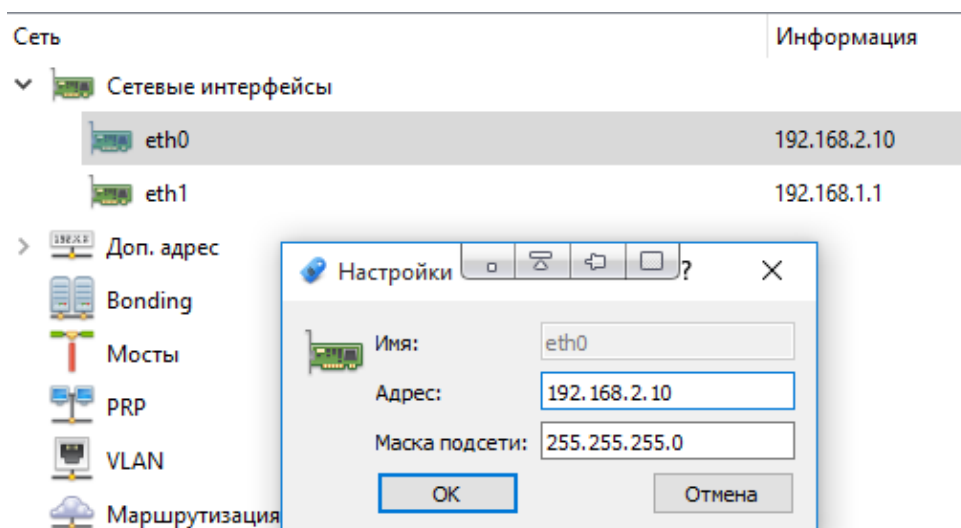 Сеть Информация
Сетевые интерфейсы
eth0 192.168.2.10
eth1 192.168.1.1
Доп. адрес
Bonding
Мосты
PRP
VLAN
Маршрутизация
Настройки ?
Имя: eth0
Адрес: 192.168.2.10
Маска подсети: 255.255.255.0
OK Отмена